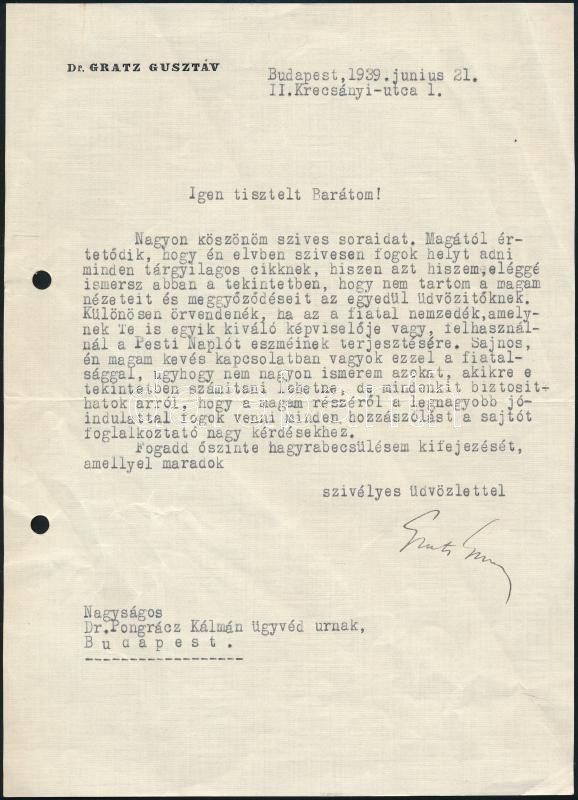 Dr. GRATZ GUSZTÁV
Budapest,1939.junius 21.
II.Krecsányi-utca 1.
Igen tisztelt Barátom!
Nagyon köszönöm szives soraidat. Magától ér-
tetődik, hogy én elvben szivesen fogok helyt adni
minden tárgyilagos cikknek, hiszen azt hiszem,eléggé
ismersz abban a tekintetben, hogy nem tartom a magam
nézeteit és meggyőződéseit az egyedül üdvözitőknek.
Különösen örvendenék, ha az a fiatal nemzedék,amely-
nek Te is egyik kiváló képviselője vagy, felhasznál-
nál a Pesti Naplót eszméinek terjesztésére. Sajnos,
én magam kevés kapcsolatban vagyok ezzel a fiatal-
sággal, ugyhogy nem nagyon ismerem azokat, akikre e
tekintetben számitani lehetne, de mindenkit biztosit-
hatok arról, hogy a magam részéről a legnagyobb jó-
indulattal fogok venni minden hozzászólást a sajtót
foglalkoztató nagy kérdésekhez.
Fogadd őszinte hagyrabecsülésem kifejezését,
amellyel maradok
szivélyes üdvözlettel
Gratz Gusztáv
Nagyságos
Dr.Pongrácz Kálmán ügyvéd urnak,
Budapest.